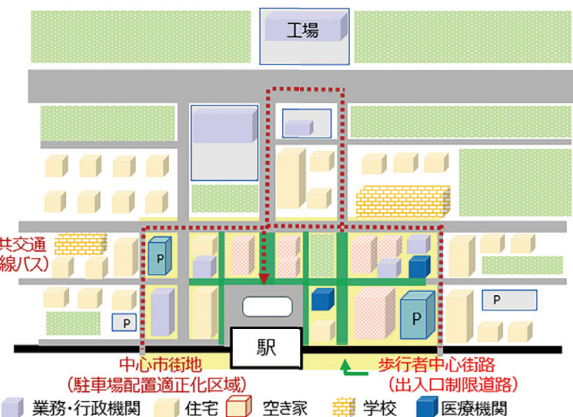 工場
共交通
線バス)
P
P
P
P
駅
中心市街地
(駐車場配置適正化区域)
歩行者中心街路
(出入口制限道路)
業務・行政機関 住宅 空き家 学校 医療機関